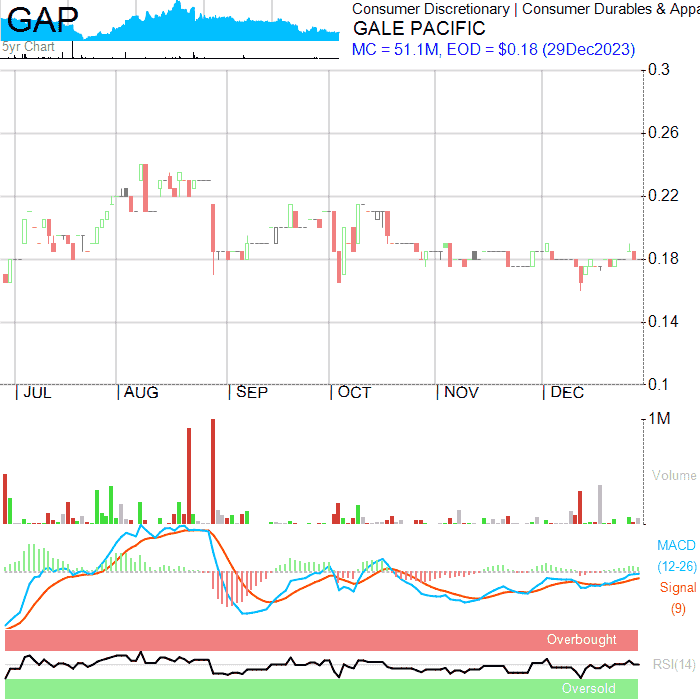 GAP
5yr Chart
Consumer Discretionary | Consumer Durables & Appa
GALE PACIFIC
MC = 51.1M, EOD = $0.18 (29Dec2023)
0.3
0.26
0.22
0.18
0.14
0.1
JUL AUG SEP OCT NOV DEC
1M
Volume
MACD
(12-26)
Signal
(9)
Overbought
RSI(14)
Oversold